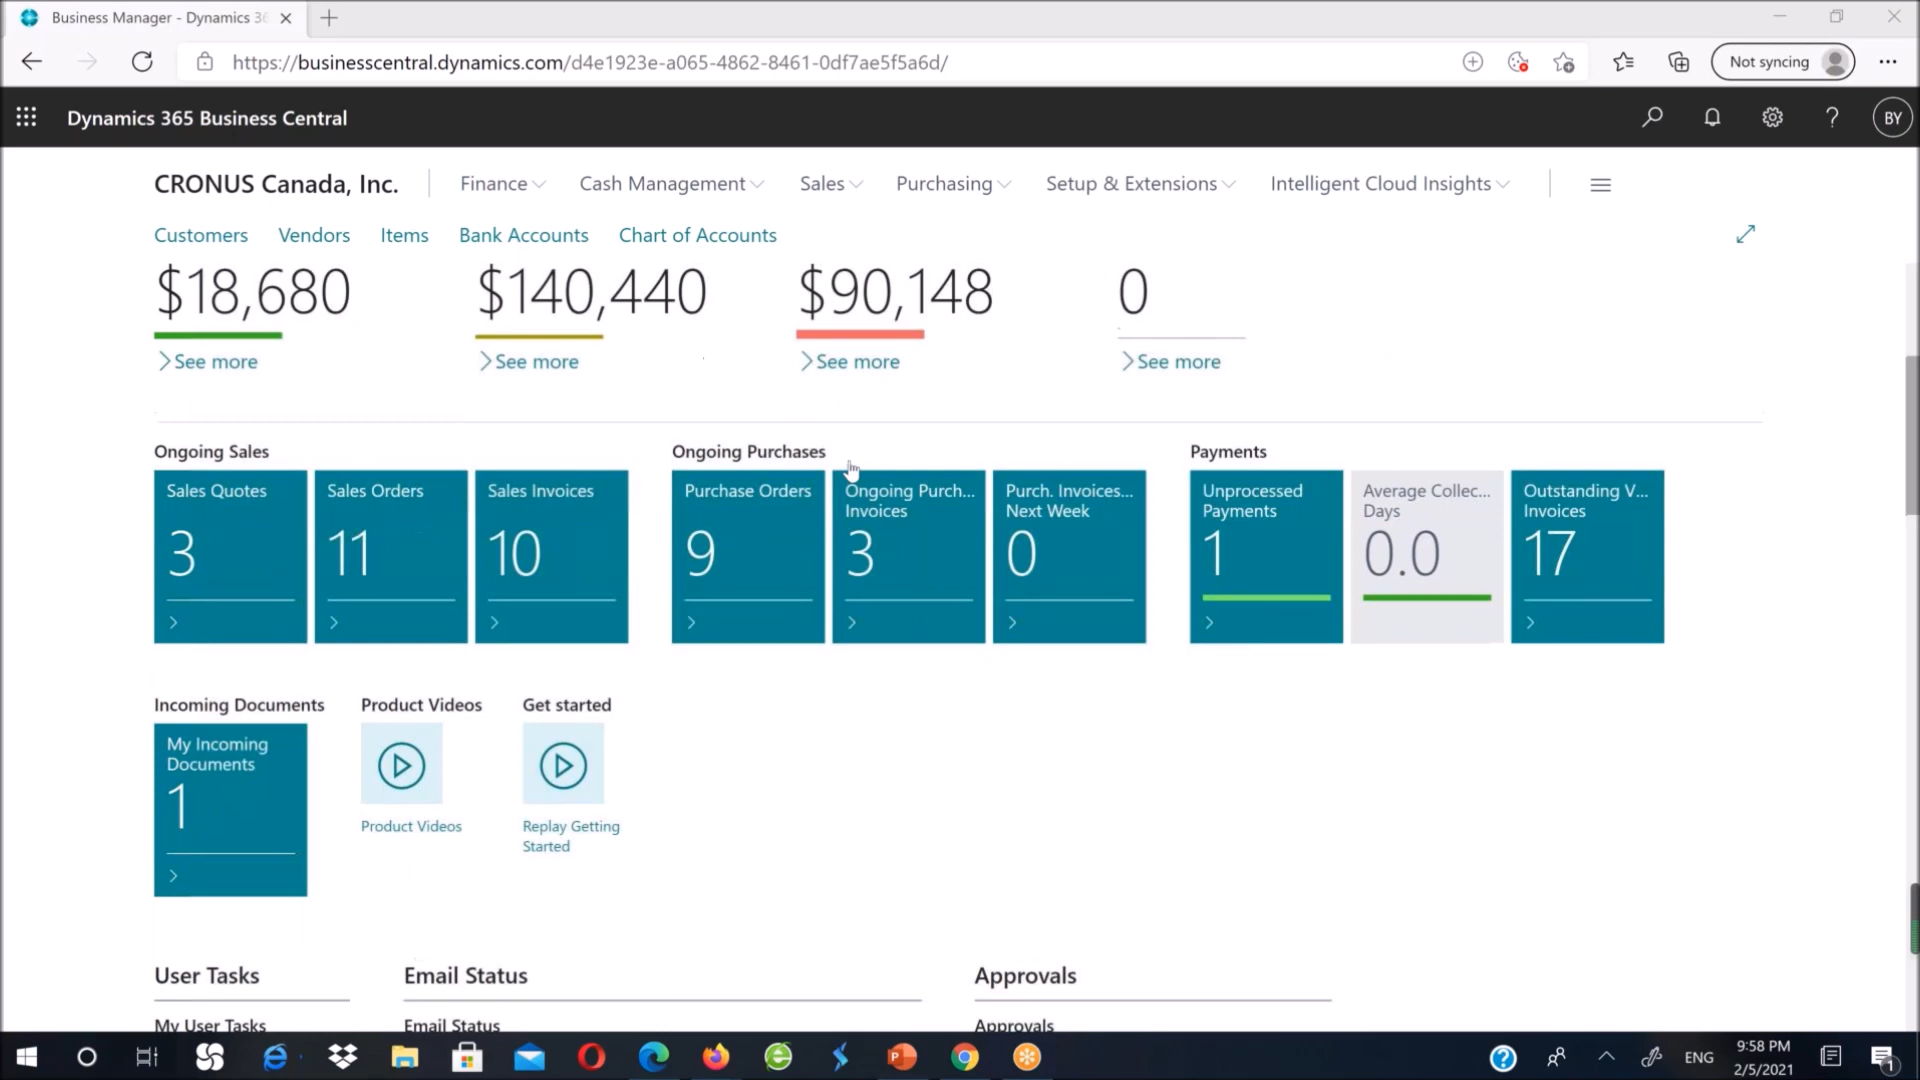 Business Manager - Dynamics 36
https://businesscentral.dynamics.com/d4e1923e-a065-4862-8461-0df7ae5f5a6d/
Not syncing
Dynamics 365 Business Central
BY
CRONUS Canada, Inc.
Finance
Cash Management
Sales
Purchasing
Setup & Extensions
Intelligent Cloud Insights
Customers
Vendors
Items
Bank Accounts
Chart of Accounts
$18,680
$140,440
$90,148
0
See more
See more
See more
See more
Ongoing Sales
Sales Quotes
3
Sales Orders
11
Sales Invoices
10
Ongoing Purchases
Purchase Orders
9
Ongoing Purch...
Invoices
3
Purch. Invoices...
Next Week
0
Payments
Unprocessed
Payments
1
Average Collec...
Days
0.0
Outstanding V...
Invoices
17
Incoming Documents
My Incoming
Documents
1
Product Videos
Product Videos
Get started
Replay Getting
Started
User Tasks
My User Tasks
Email Status
Email Status
Approvals
Approvals
ENG
9:58 PM
2/5/2021
1